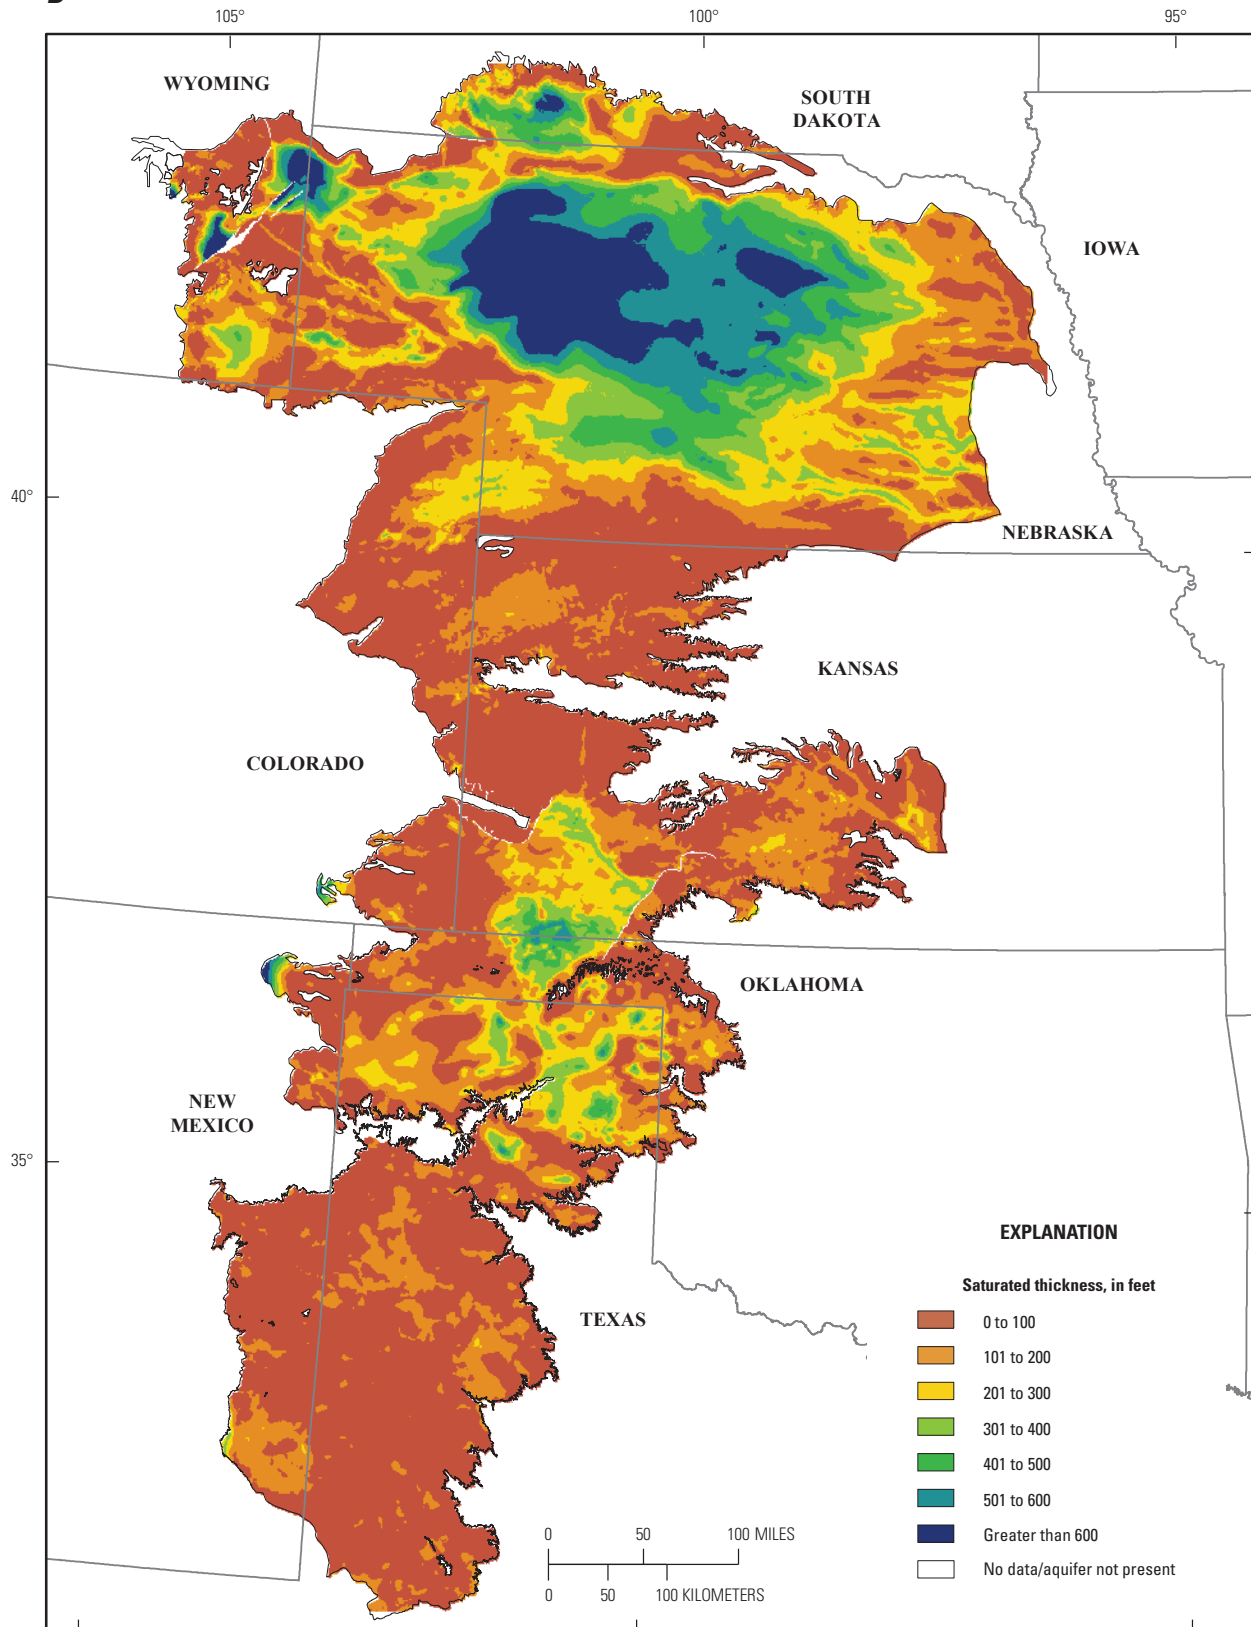 105°
100°
95°
WYOMING
SOUTH
DAKOTA
IOWA
40°
NEBRASKA
KANSAS
COLORADO
OKLAHOMA
NEW
MEXICO
35°
TEXAS
EXPLANATION
Saturated thickness, in feet
0 to 100
101 to 200
201 to 300
301 to 400
401 to 500
501 to 600
Greater than 600
No data/aquifer not present
0 50 100 MILES
0 50 100 KILOMETERS